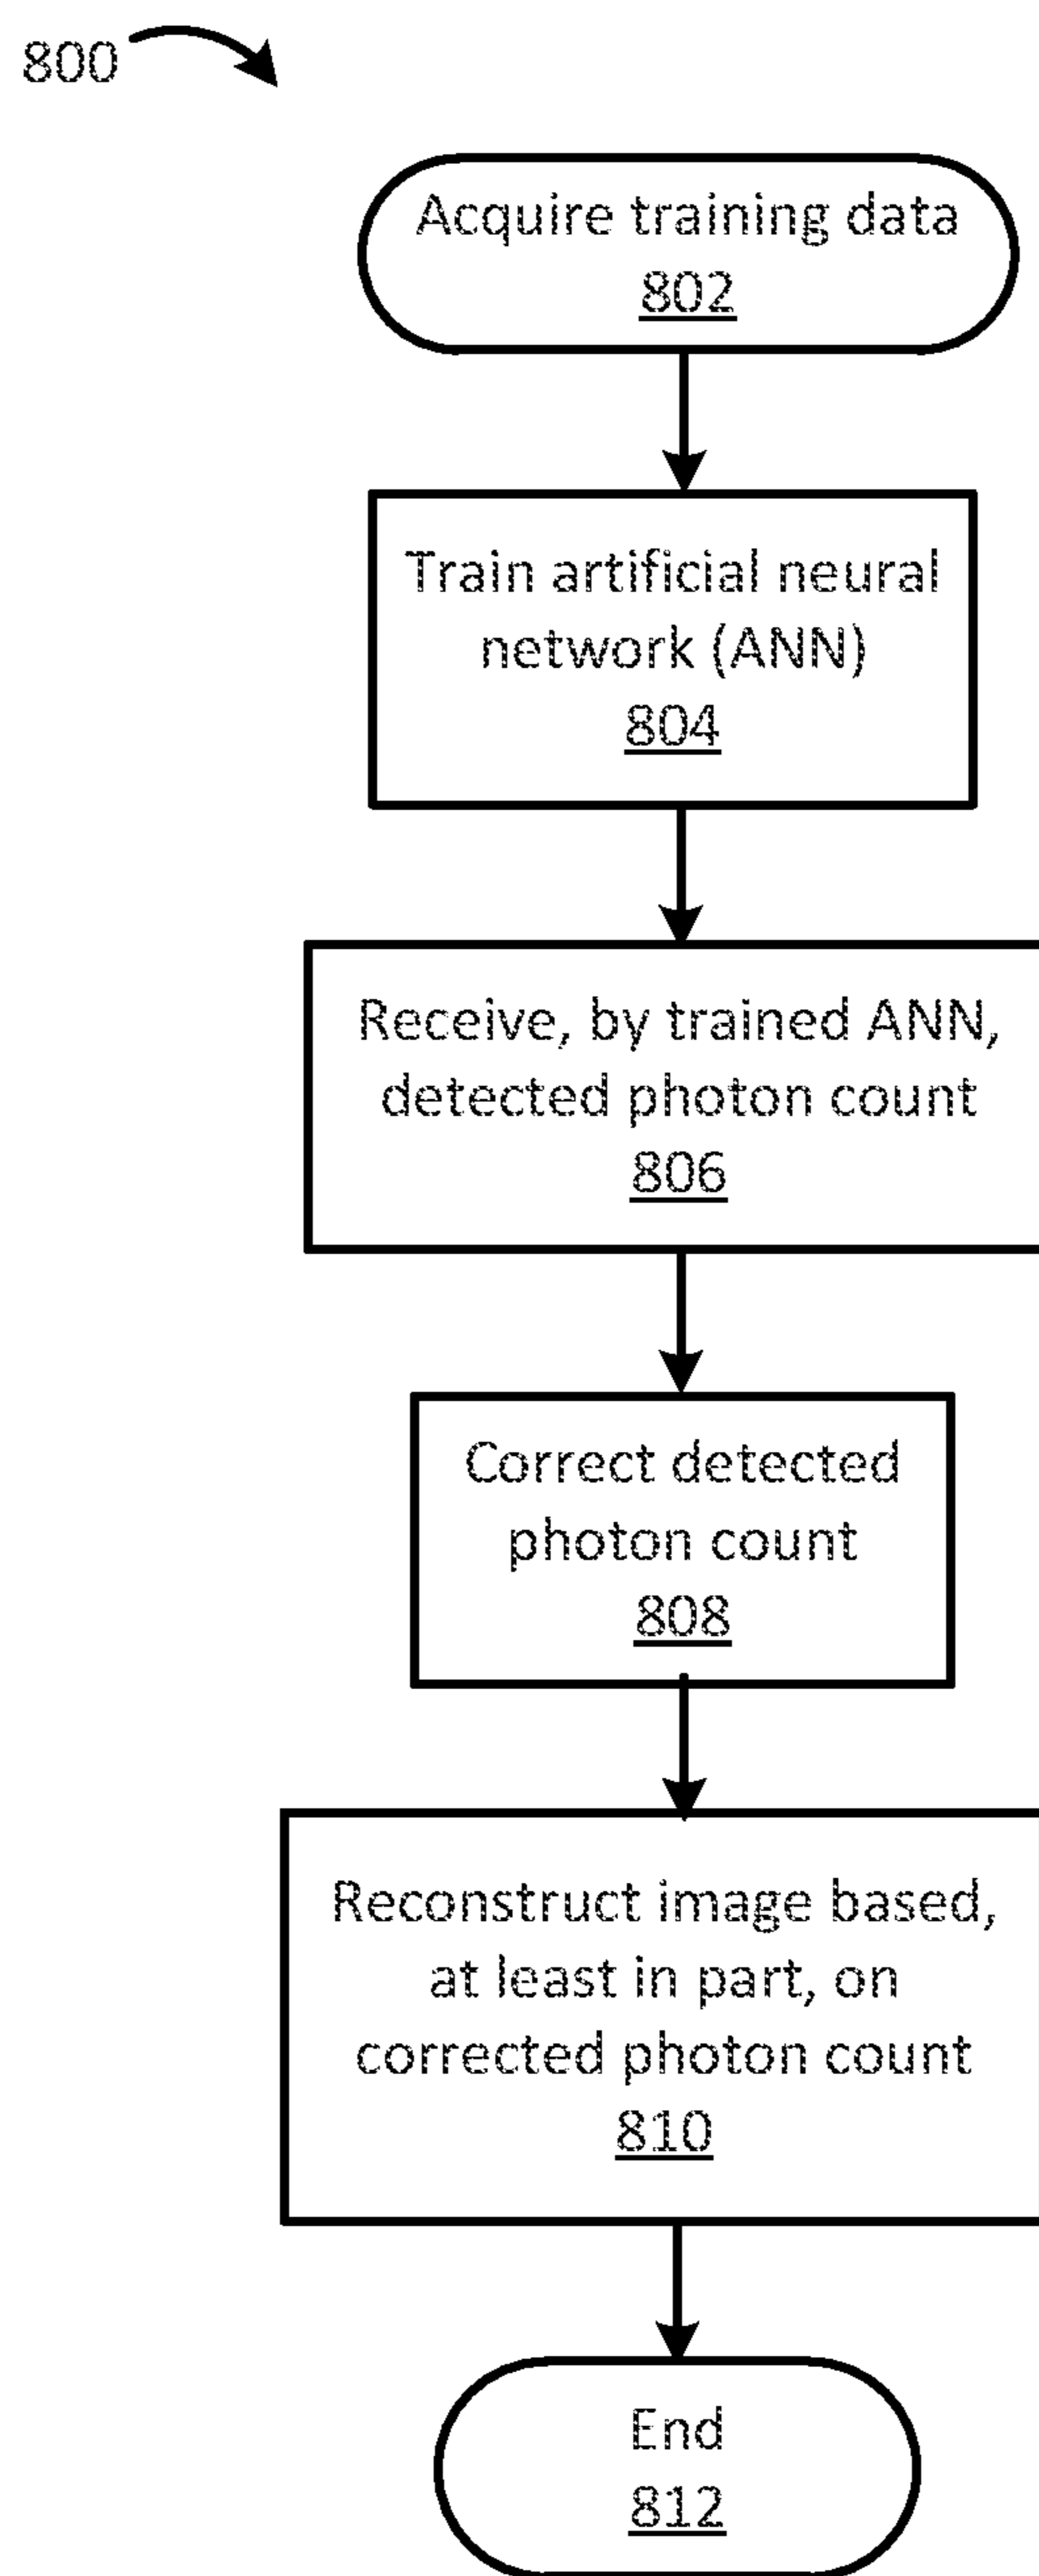 800
Acquire training data
802
Train artificial neural
network (ANN)
804
Receive, by trained ANN,
detected photon count
806
Correct detected
photon count
808
Reconstruct image based,
at least in part, on
corrected photon count
810
End
812